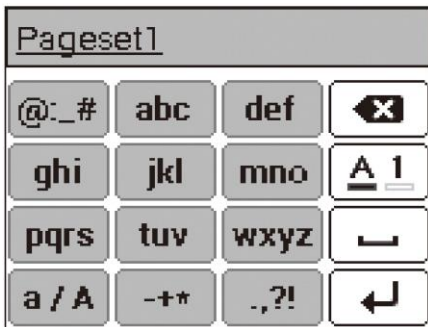 Pageset1
@:_# abc def
ghi jkl mno A 1
pqrs tuv wxyz
a / A -+* .,?!